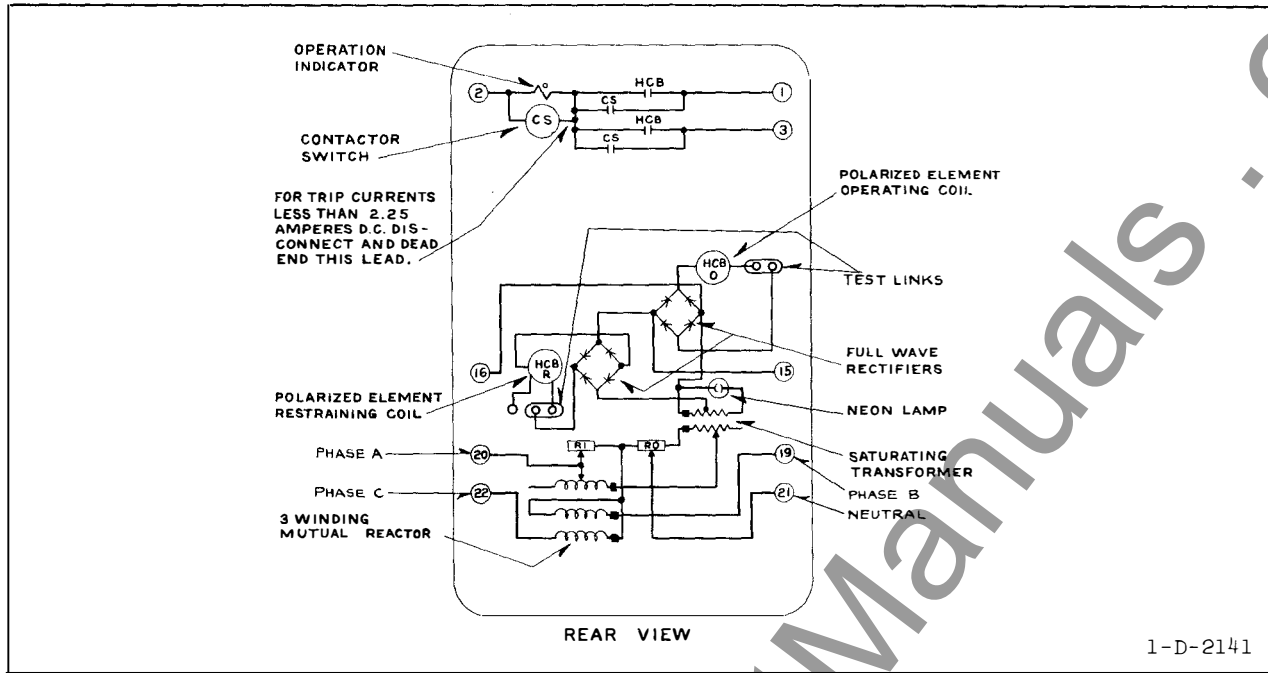 OPERATION
INDICATOR
2
HCB
1
CS
CS
HCB
3
CS
CONTACTOR
SWITCH
FOR TRIP CURRENTS
LESS THAN 2.25
AMPERES D.C. DIS-
CONNECT AND DEAD
END THIS LEAD.
POLARIZED ELEMENT
OPERATING COIL
HCB
O
TEST LINKS
FULL WAVE
RECTIFIERS
16
HCB
R
15
POLARIZED ELEMENT
RESTRAINING COIL
NEON LAMP
R1
R0
SATURATING
TRANSFORMER
PHASE A
20
19
PHASE B
PHASE C
22
21
NEUTRAL
3 WINDING
MUTUAL REACTOR
REAR VIEW
1-D-2141
Manuals.